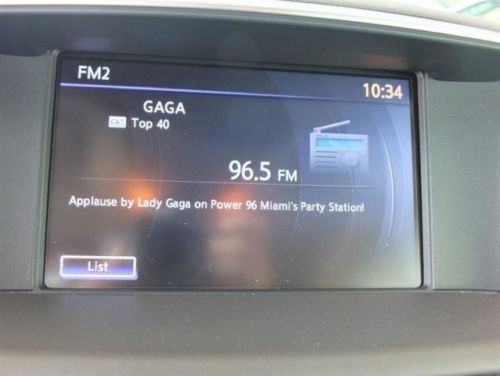 FM2
10:34
GAGA
CAT Top 40
96.5 FM
Applause by Lady Gaga on Power 96 Miami's Party Station!
List